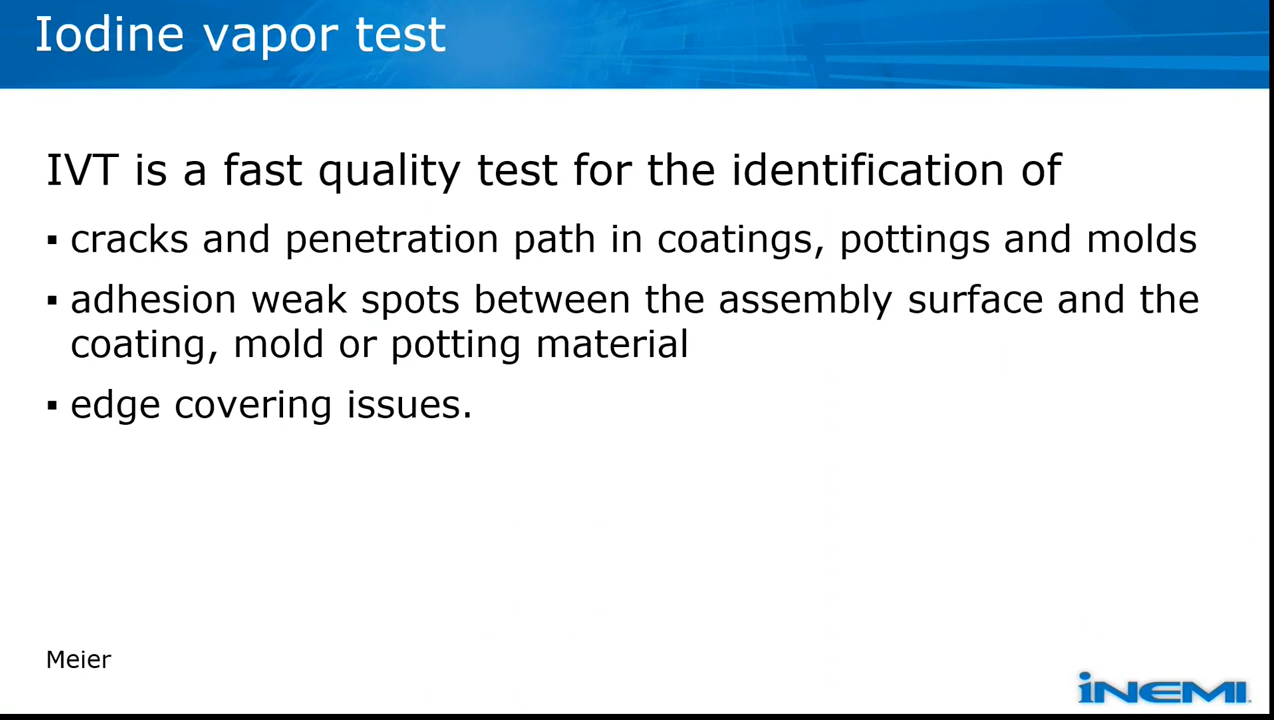 Iodine vapor test
IVT is a fast quality test for the identification of
▪ cracks and penetration path in coatings, pottings and molds
▪ adhesion weak spots between the assembly surface and the
coating, mold or potting material
▪ edge covering issues.
Meier
iNEMI.